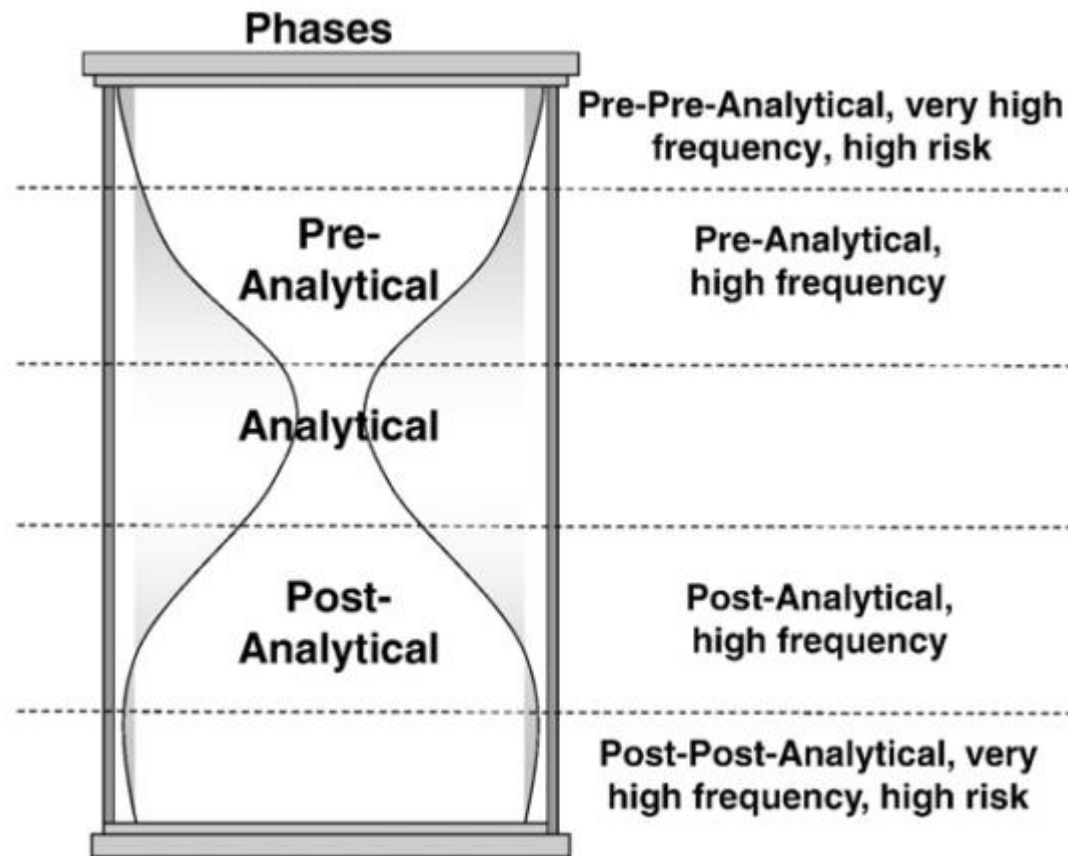 Phases
Pre-Pre-Analytical, very high
frequency, high risk
Pre-
Analytical
Pre-Analytical,
high frequency
Analytical
Post-
Analytical
Post-Analytical,
high frequency
Post-Post-Analytical, very
high frequency, high risk